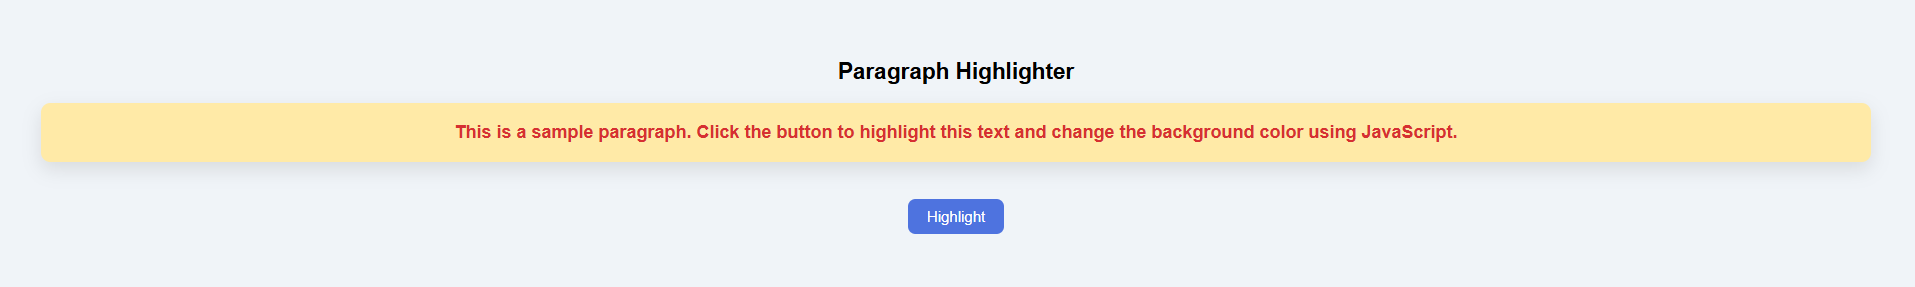 Paragraph Highlighter
This is a sample paragraph. Click the button to highlight this text and change the background color using JavaScript.
Highlight